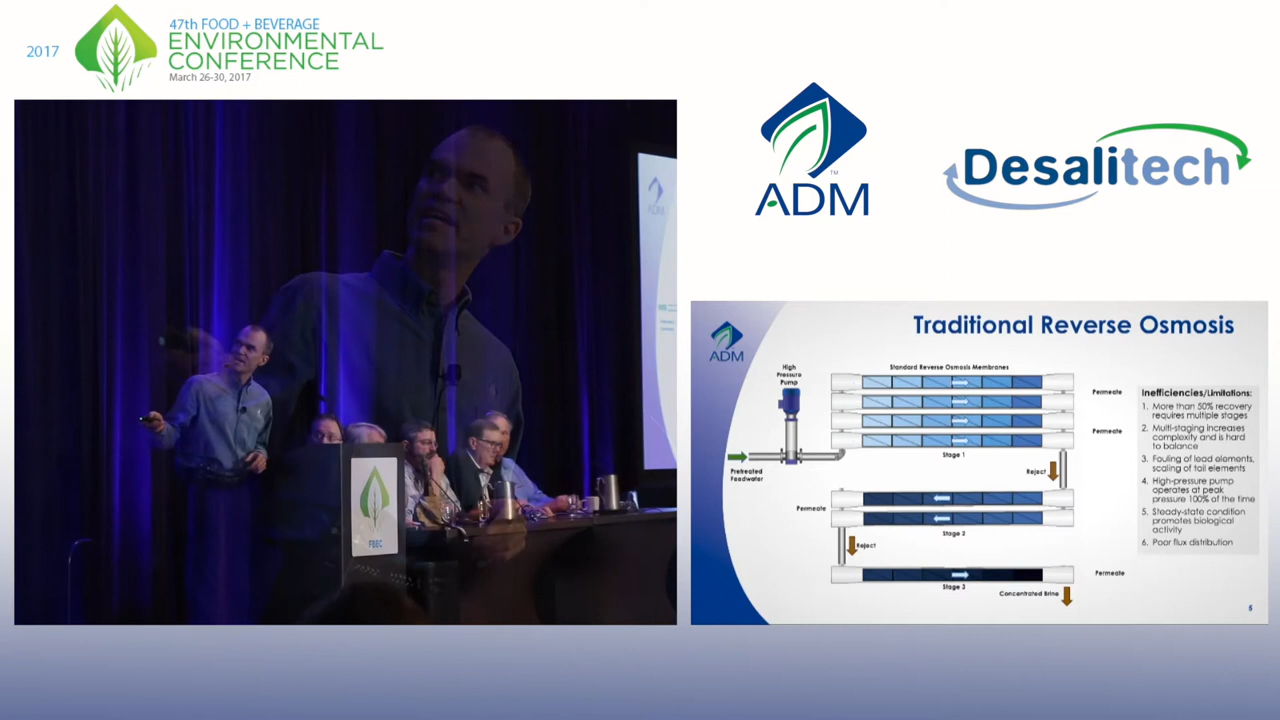 2017
47th FOOD + BEVERAGE
ENVIRONMENTAL
CONFERENCE
March 26-30, 2017
ADM
TM
Desalitech
ADM
FBEC
ADM
Traditional Reverse Osmosis
High
Pressure
Pump
Standard Reverse Osmosis Membranes
Permeate
Permeate
Stage 1
Pretreated
Feedwater
Reject
Permeate
Stage 2
Reject
Permeate
Stage 3
Concentrated Brine
Inefficiencies/Limitations:
1. More than 50% recovery
requires multiple stages
2. Multi-staging increases
complexity and is hard
to balance
3. Fouling of lead elements,
scaling of tail elements
4. High-pressure pump
operates at peak
pressure 100% of the time
5. Steady-state condition
promotes biological
activity
6. Poor flux distribution
5